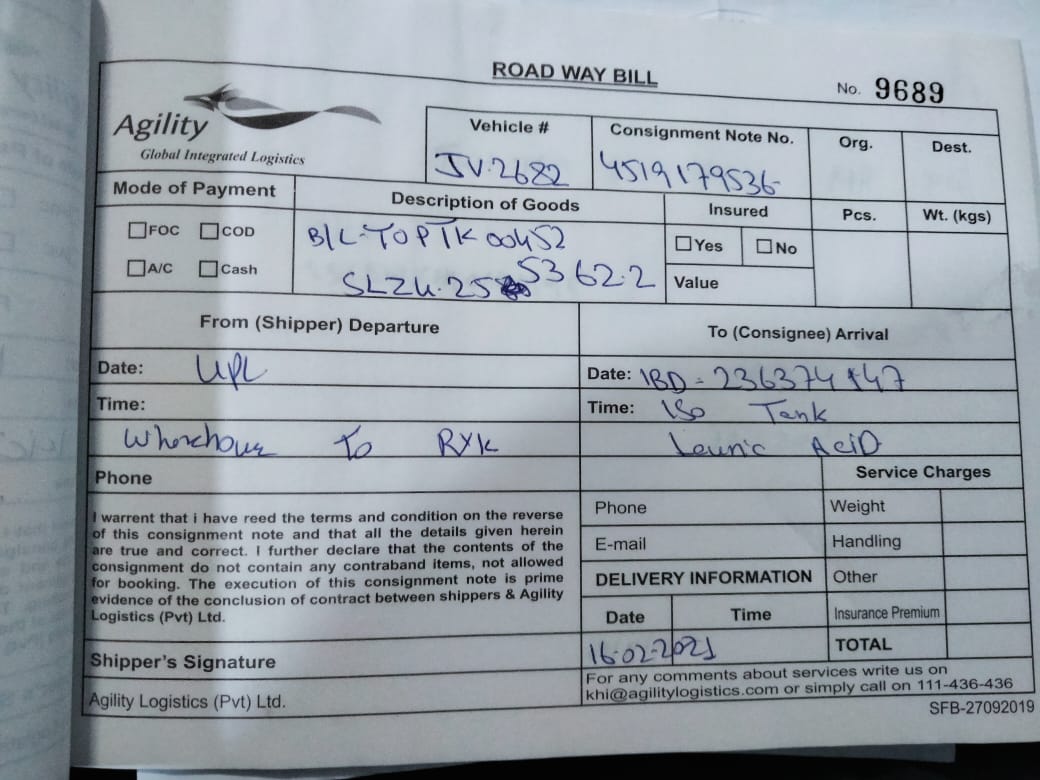 ROAD WAY BILL
No. 9689
Agility
Global Integrated Logistics
Vehicle #
JV.2682
Consignment Note No.
4519179536
Org.
Dest.
Mode of Payment
FOC COD
A/C Cash
Description of Goods
B/L-TOPTK00452
SLZU.25 5362.2
Insured
Yes No
Value
Pcs.
Wt. (kgs)
From (Shipper) Departure
Date: UPL
Time:
To RYK
Phone
To (Consignee) Arrival
Date: IBD-
Time: ISO Tank
AciD
I warrent that i have reed the terms and condition on the reverse
of this consignment note and that all the details given herein
are true and correct. I further declare that the contents of the
consignment do not contain any contraband items, not allowed
for booking. The execution of this consignment note is prime
evidence of the conclusion of contract between shippers & Agility
Logistics (Pvt) Ltd.
Shipper's Signature
Agility Logistics (Pvt) Ltd.
Phone
E-mail
DELIVERY INFORMATION
Date Time
16-02-2021
Service Charges
Weight
Handling
Other
Insurance Premium
TOTAL
For any comments about services write us on
khi@agilitylogistics.com or simply call on 111-436-436
SFB-27092019